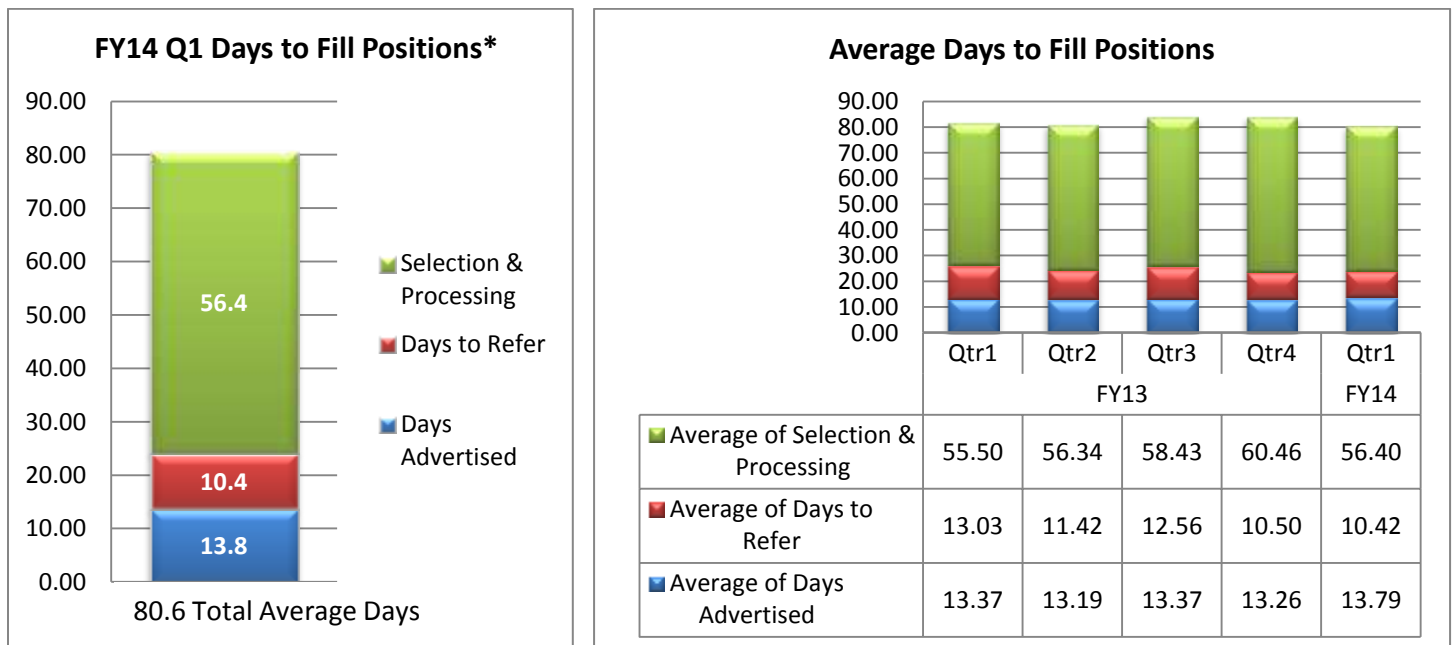 FY14 Q1 Days to Fill Positions*
90.00
80.00
70.00
60.00
50.00
40.00
30.00
20.00
10.00
0.00
56.4
10.4
13.8
Selection &
Processing
Days to Refer
Days
Advertised
80.6 Total Average Days
Average Days to Fill Positions
90.00
80.00
70.00
60.00
50.00
40.00
30.00
20.00
10.00
0.00
Qtr1 Qtr2 Qtr3 Qtr4 Qtr1
FY13 FY14
Average of Selection &
Processing
55.50 56.34 58.43 60.46 56.40
Average of Days to
Refer
13.03 11.42 12.56 10.50 10.42
Average of Days
Advertised
13.37 13.19 13.37 13.26 13.79